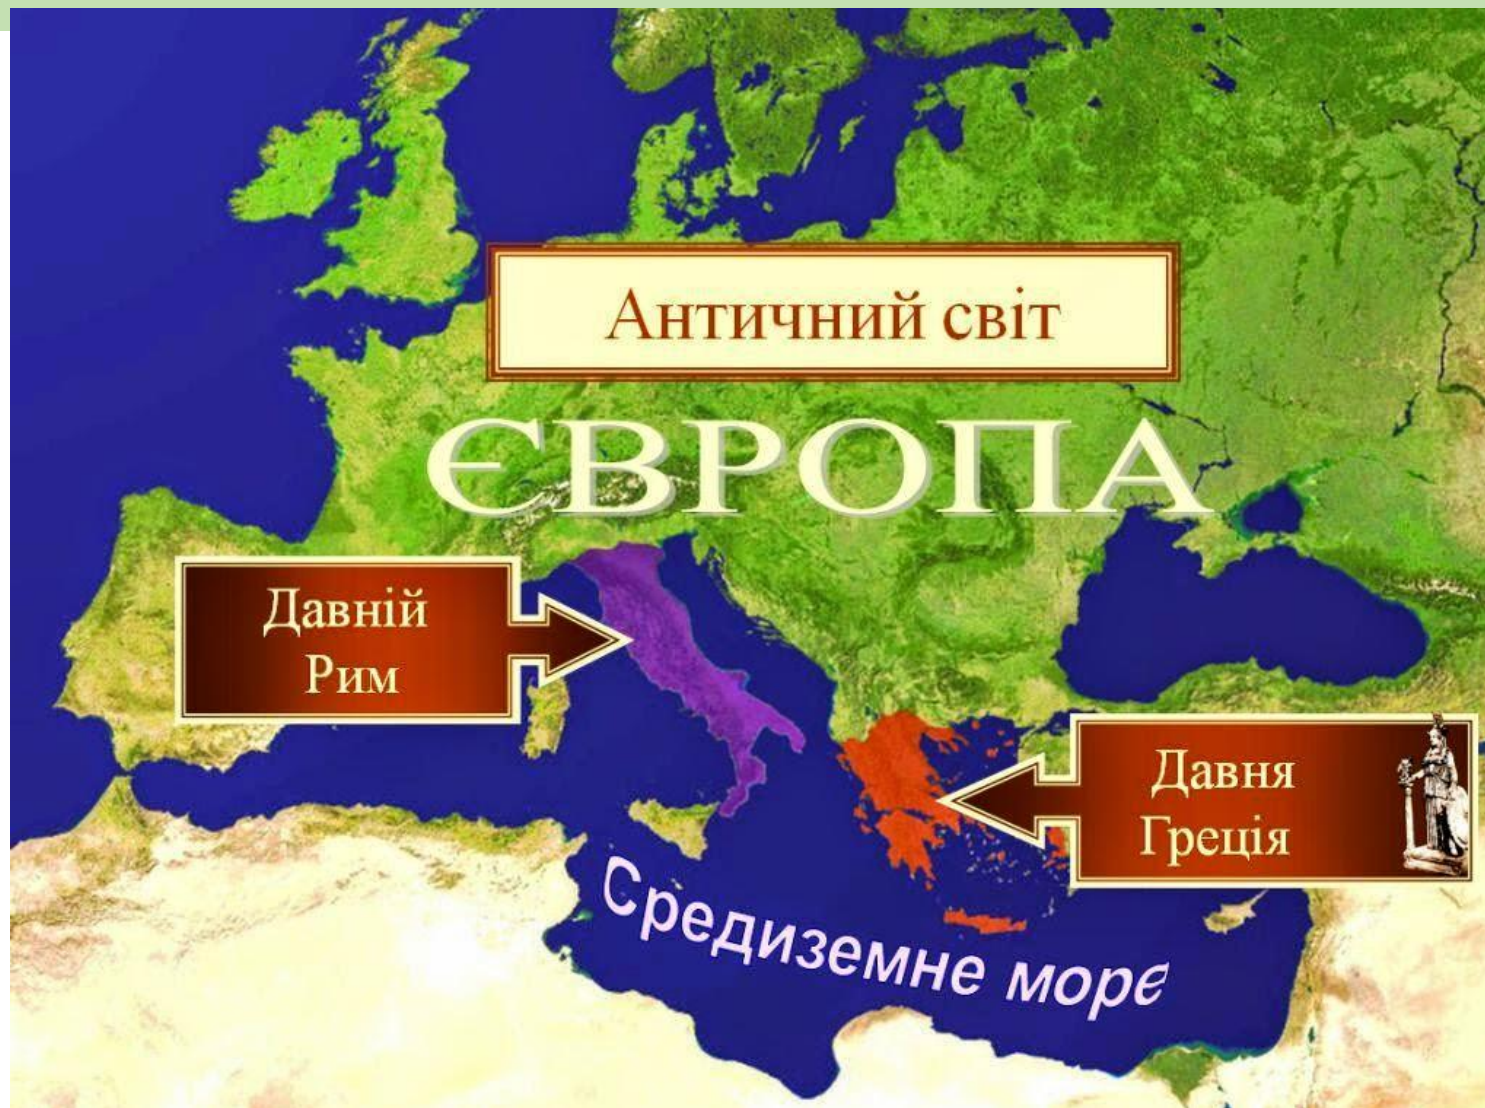 Античний світ
ЄВРОПА
Давній
Рим
Давня
Греція
Средиземне море